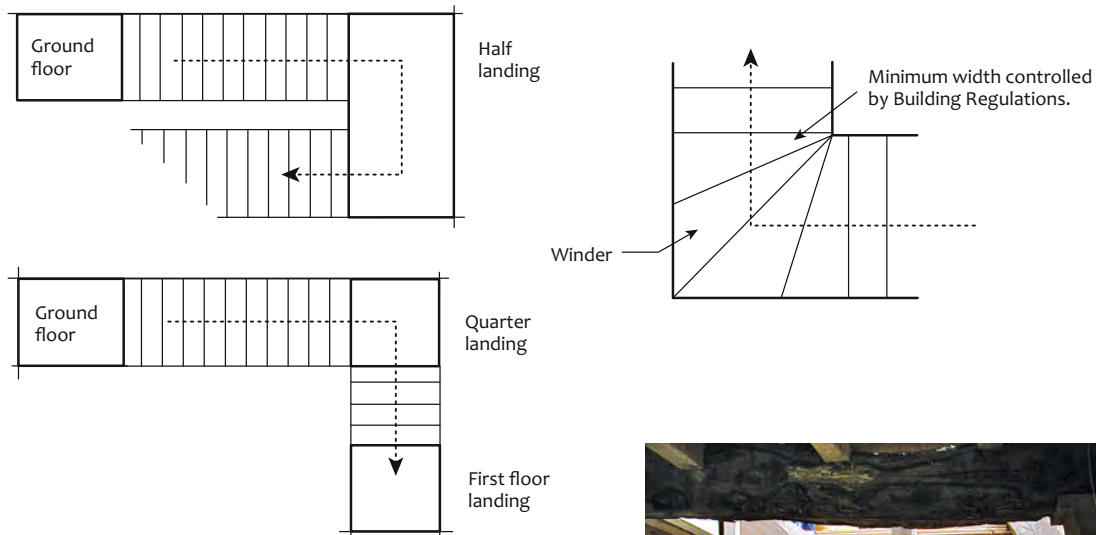 Ground
floor
Half
landing
Minimum width controlled
by Building Regulations.
Winder
Ground
floor
Quarter
landing
First floor
landing